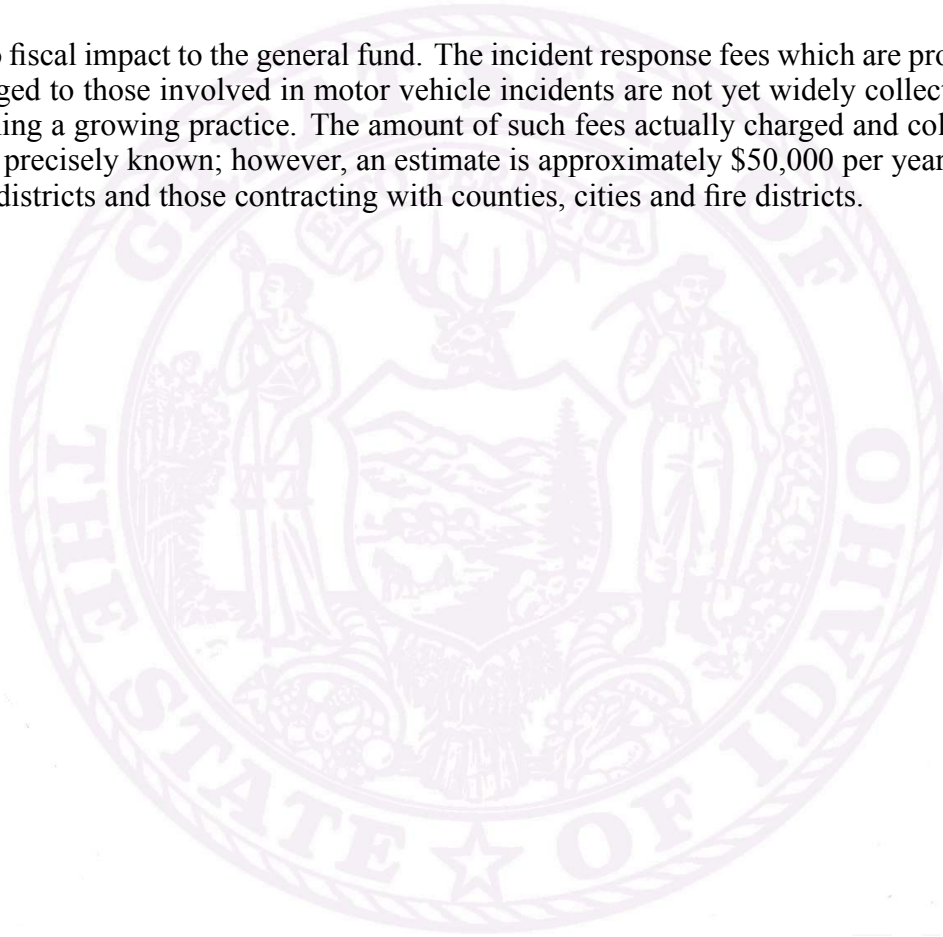 fiscal impact to the general fund. The incident response fees which are pro
ged to those involved in motor vehicle incidents are not yet widely collect
ing a growing practice. The amount of such fees actually charged and col
precisely known; however, an estimate is approximately $50,000 per year
districts and those contracting with counties, cities and fire districts.
GREAT SEAL OF
THE STATE OF IDAHO